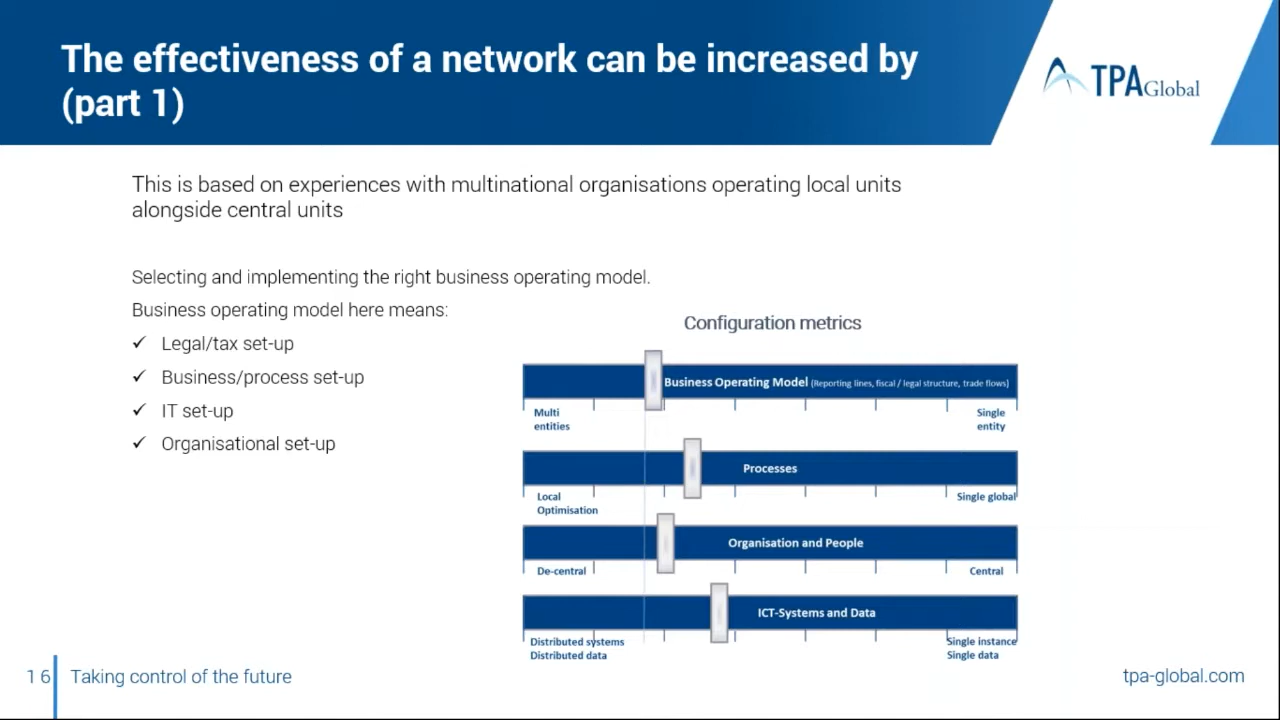 The effectiveness of a network can be increased by
(part 1)
TPAGlobal
This is based on experiences with multinational organisations operating local units
alongside central units
Selecting and implementing the right business operating model.
Business operating model here means:
✓ Legal/tax set-up
✓ Business/process set-up
✓ IT set-up
✓ Organisational set-up
Configuration metrics
Business Operating Model (Reporting lines, fiscal / legal structure, trade flows)
Multi
entities
Single
entity
Processes
Local
Optimisation
Single global
Organisation and People
De-central
Central
ICT-Systems and Data
Distributed systems
Distributed data
Single instance
Single data
16
Taking control of the future
tpa-global.com